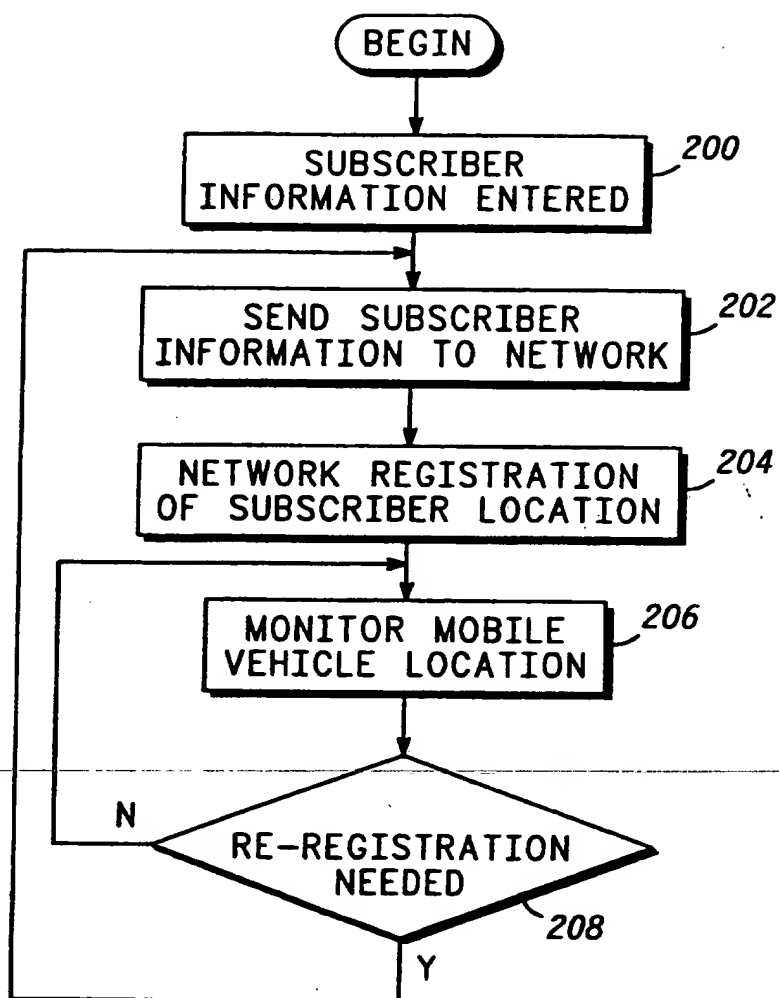 BEGIN
SUBSCRIBER
INFORMATION ENTERED
200
SEND SUBSCRIBER
INFORMATION TO NETWORK
202
NETWORK REGISTRATION
OF SUBSCRIBER LOCATION
204
MONITOR MOBILE
VEHICLE LOCATION
206
N
RE-REGISTRATION
NEEDED
208
Y